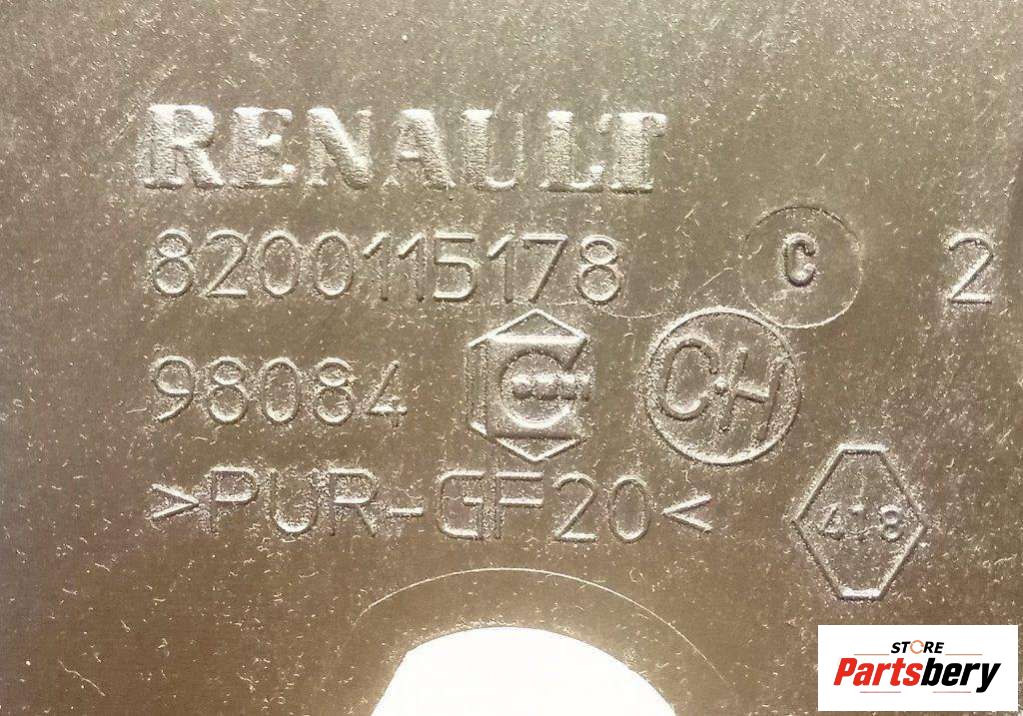 RENAULT
8200115178 C 2
98084 C+H
>PUR-GF20<
418
STORE
Partsbery